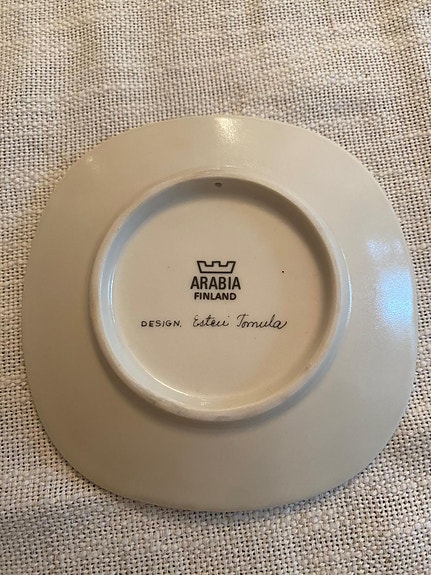 ARABIA
FINLAND
DESIGN. Esteri Tomula